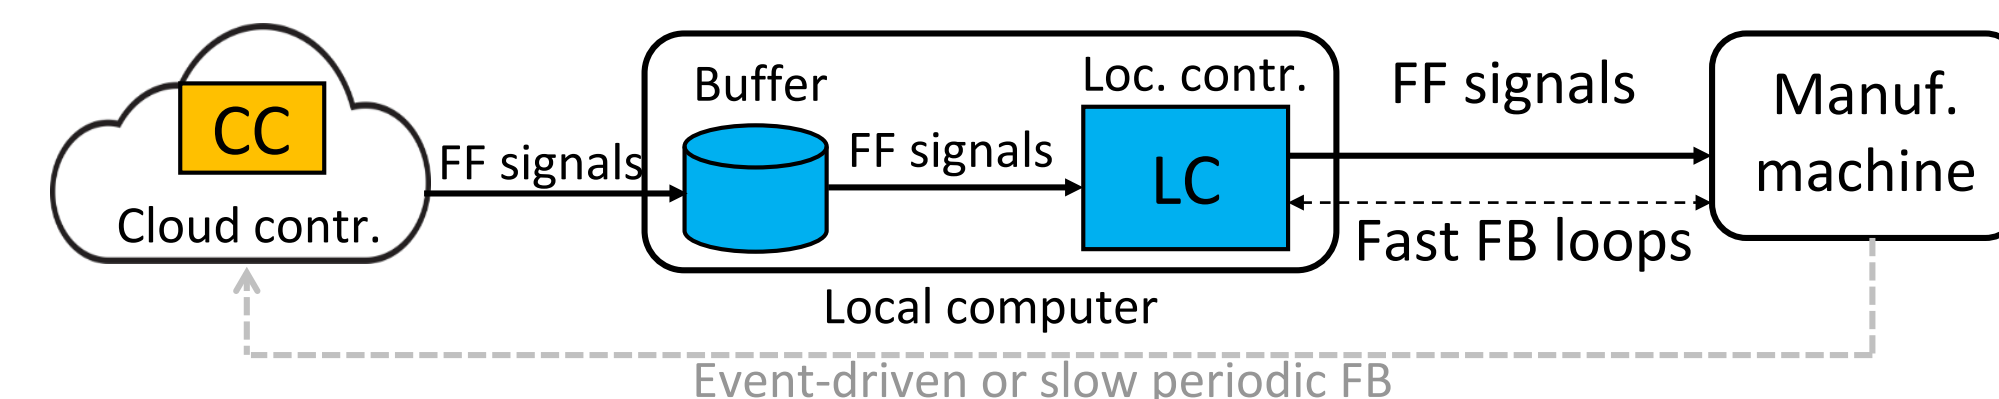 CC
Cloud contr.
FF signals
Buffer
FF signals
Loc. contr.
LC
Local computer
FF signals
Fast FB loops
Manuf.
machine
Event-driven or slow periodic FB